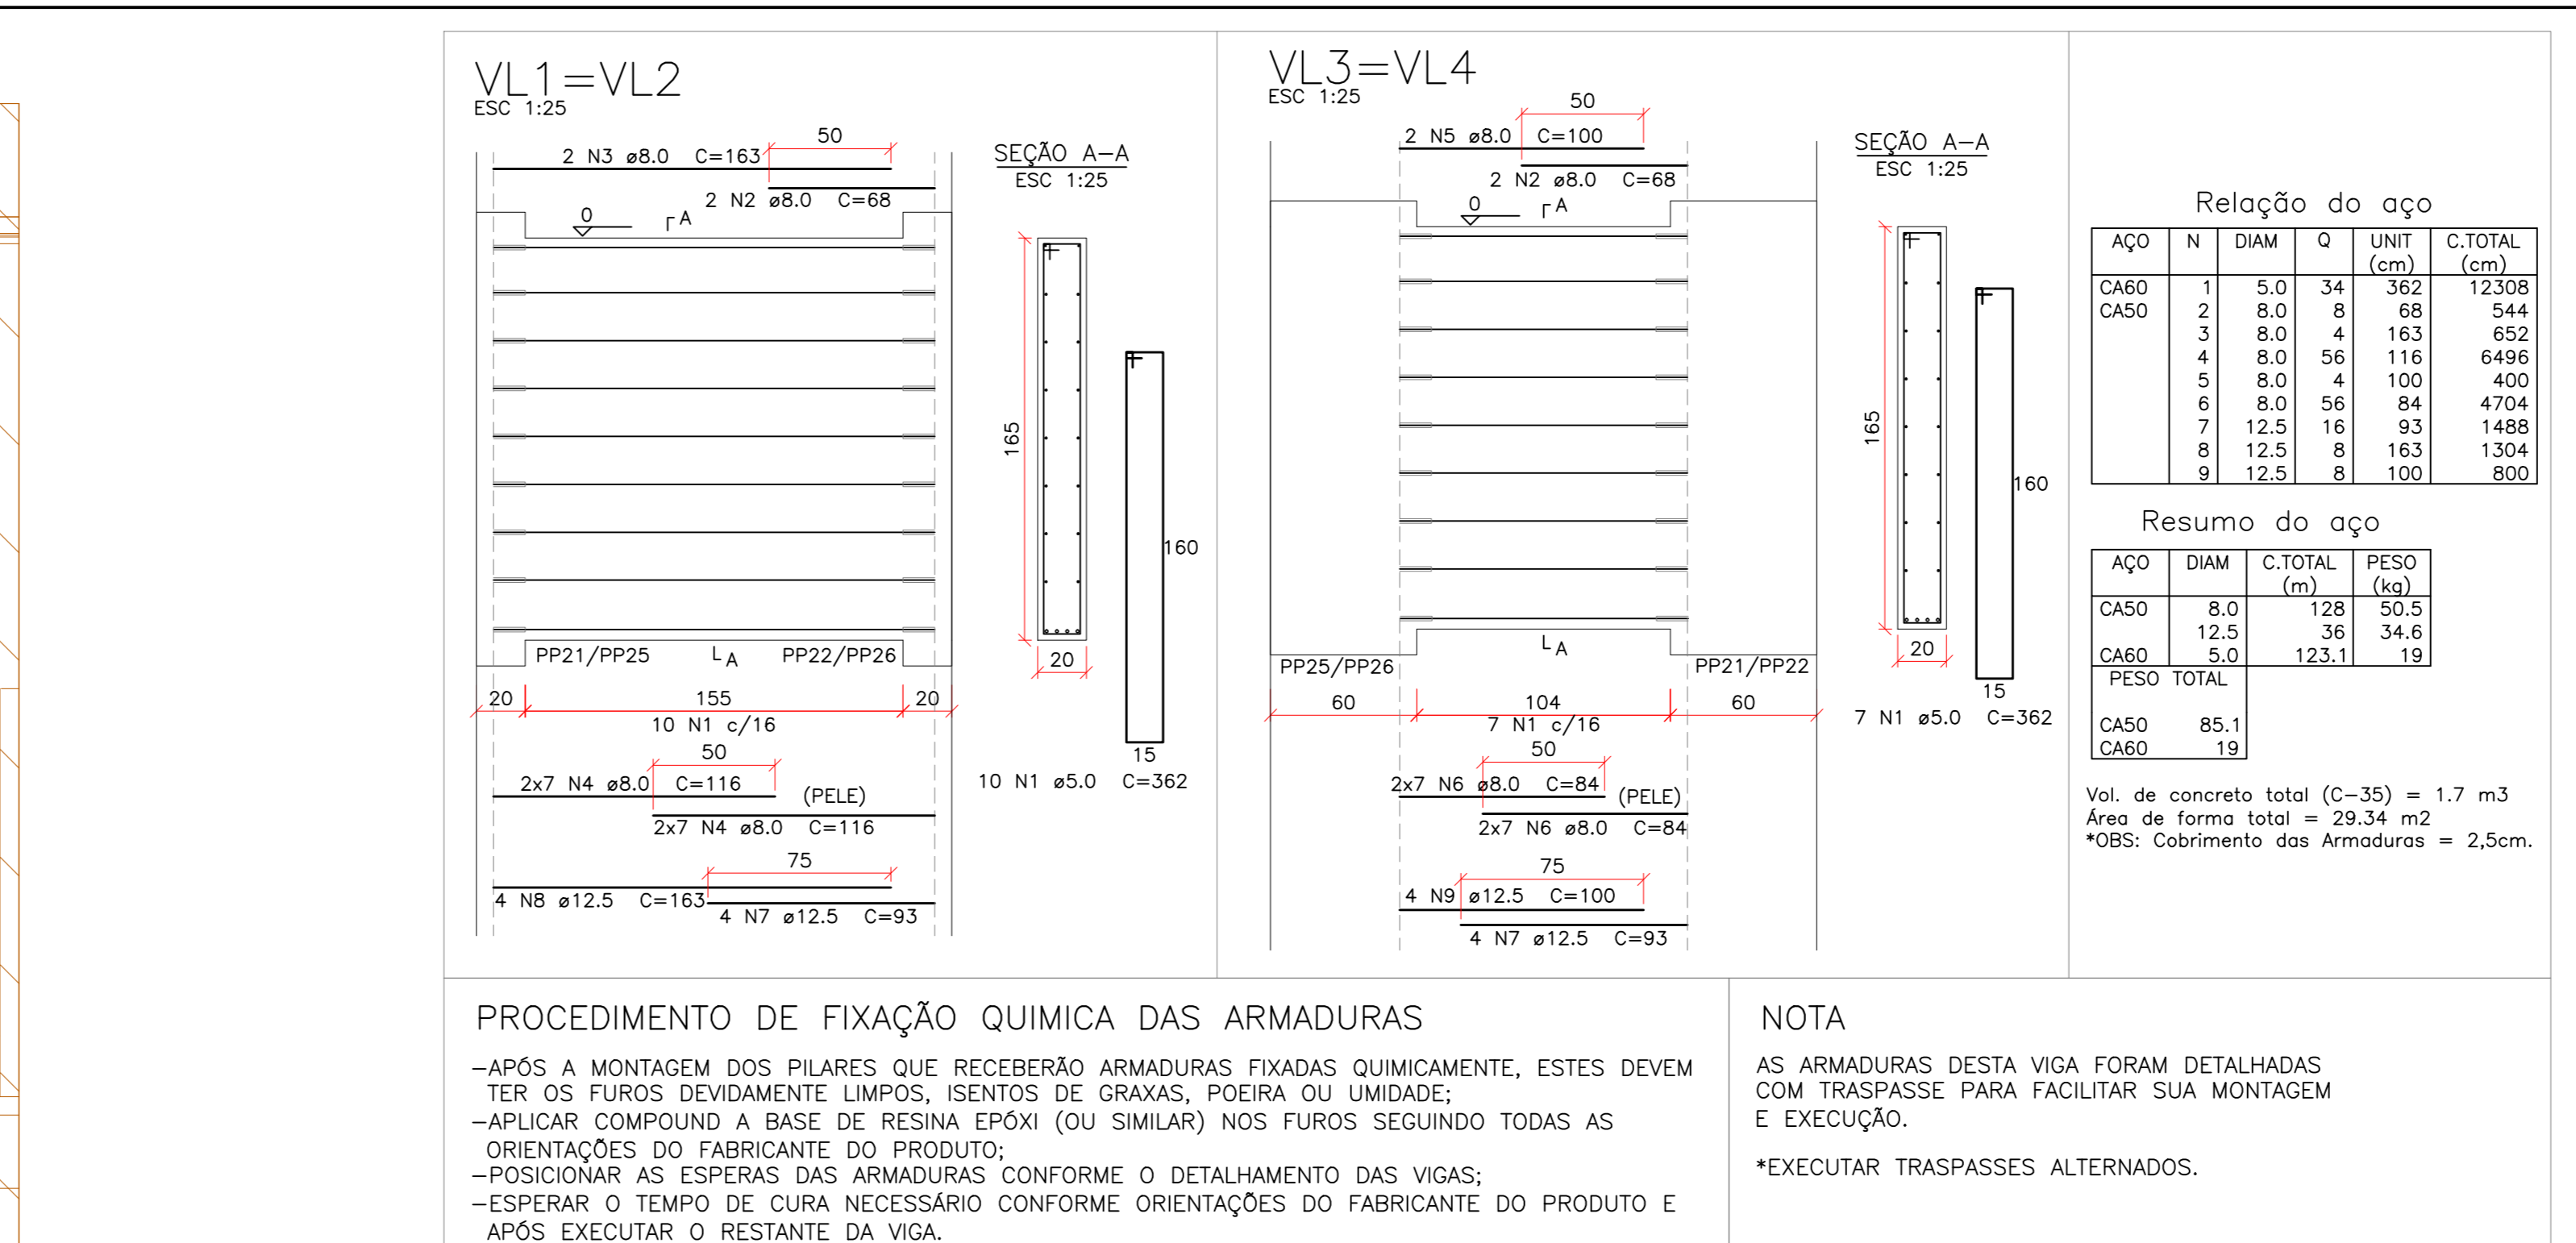 VL1=VL2
ESC 1:25
50
2 N3 ø8.0 C=163
2 N2 ø8.0 C=68
0
A
SEÇÃO A-A
ESC 1:25
165
20
160
15
10 N1 ø5.0 C=362
PP21/PP25
A
PP22/PP26
20
155
20
10 N1 c/16
50
2x7 N4 ø8.0 C=116
(PELE)
2x7 N4 ø8.0 C=116
75
4 N8 ø12.5 C=163
4 N7 ø12.5 C=93
VL3=VL4
ESC 1:25
50
2 N5 ø8.0 C=100
2 N2 ø8.0 C=68
0
A
SEÇÃO A-A
ESC 1:25
165
20
160
15
7 N1 ø5.0 C=362
PP25/PP26
A
PP21/PP22
60
104
60
7 N1 c/16
50
2x7 N6 ø8.0 C=84
(PELE)
2x7 N6 ø8.0 C=84
75
4 N9 ø12.5 C=100
4 N7 ø12.5 C=93
Relação do aço
AÇO N DIAM Q UNIT C.TOTAL
(cm) (cm)
CA60 1 5.0 34 362 12308
CA50 2 8.0 8 68 544
3 8.0 4 163 652
4 8.0 56 116 6496
5 8.0 4 100 400
6 8.0 56 84 4704
7 12.5 16 93 1488
8 12.5 8 163 1304
9 12.5 8 100 800
Resumo do aço
AÇO DIAM C.TOTAL PESO
(m) (kg)
CA50 8.0 128 50.5
12.5 36 34.6
CA60 5.0 123.1 19
PESO TOTAL
CA50 85.1
CA60 19
Vol. de concreto total (C-35) = 1.7 m3
Área de forma total = 29.34 m2
*OBS: Cobrimento das Armaduras = 2,5cm.
PROCEDIMENTO DE FIXAÇÃO QUIMICA DAS ARMADURAS
-APÓS A MONTAGEM DOS PILARES QUE RECEBERÃO ARMADURAS FIXADAS QUIMICAMENTE, ESTES DEVEM
TER OS FUROS DEVIDAMENTE LIMPOS, ISENTOS DE GRAXAS, POEIRA OU UMIDADE;
-APLICAR COMPOUND A BASE DE RESINA EPÓXI (OU SIMILAR) NOS FUROS SEGUINDO TODAS AS
ORIENTAÇÕES DO FABRICANTE DO PRODUTO;
-POSICIONAR AS ESPERAS DAS ARMADURAS CONFORME O DETALHAMENTO DAS VIGAS;
-ESPERAR O TEMPO DE CURA NECESSÁRIO CONFORME ORIENTAÇÕES DO FABRICANTE DO PRODUTO E
APÓS EXECUTAR O RESTANTE DA VIGA.
NOTA
AS ARMADURAS DESTA VIGA FORAM DETALHADAS
COM TRASPASSE PARA FACILITAR SUA MONTAGEM
E EXECUÇÃO.
*EXECUTAR TRASPASSES ALTERNADOS.